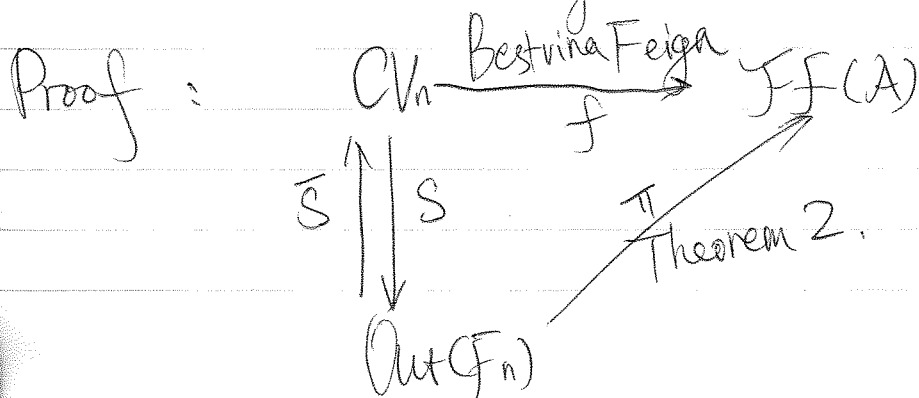 Bestvina Feign
Proof : CVn → Ff(A)
f
S̄ S π
Theorem 2.
Out(Fn)